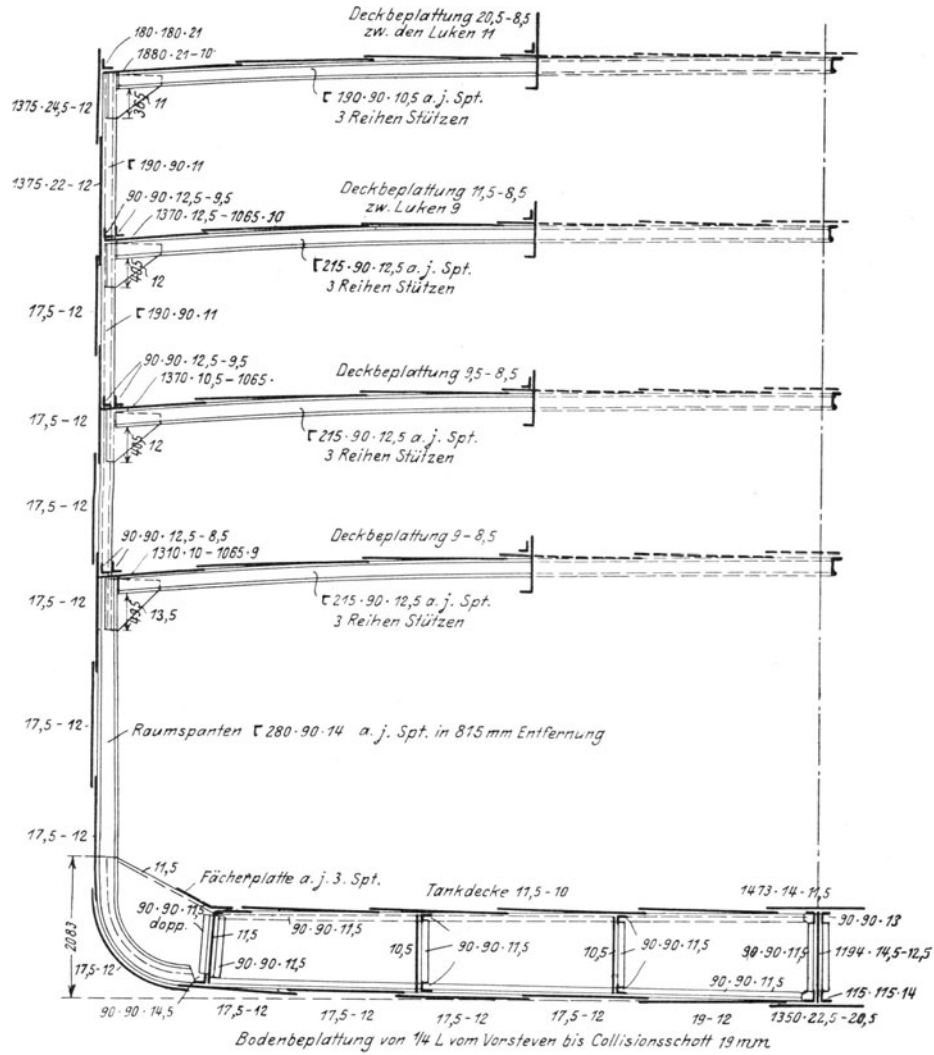 Deckbeplattung 20,5-8,5
zw. den Luken 11
180·180·21
1880·21-10
1375·24,5-12
365
11
ꓩ 190·90·10,5 a.j. Spt.
3 Reihen Stützen
190·90·11
1375·22-12
Deckbeplattung 11,5-8,5
zw. Luken 9
90·90·12,5-9,5
1370·12,5-1065·10
405
12
215·90·12,5 a.j. Spt.
3 Reihen Stützen
17,5-12
190·90·11
90·90·12,5-9,5
1370·10,5-1065·
Deckbeplattung 9,5-8,5
17,5-12
405
12
215·90·12,5 a.j. Spt.
3 Reihen Stützen
17,5-12
90·90·12,5-8,5
1310·10-1065·9
Deckbeplattung 9-8,5
17,5-12
495
13,5
215·90·12,5 a.j. Spt.
3 Reihen Stützen
17,5-12
Raumspanten 280·90·14 a.j. Spt. in 815 mm Entfernung
17,5-12
11,5
Fächerplatte a.j. 3. Spt.
Tankdecke 11,5-10
1473·14-11,5
2083
90·90·11,5
dopp.
11,5
90·90·11,5
90·90·11,5
10,5
90·90·11,5
10,5
90·90·11,5
90·90·11,5
90·90·11,5
90·90·13
1194·14,5-12,5
115·115·14
17,5-12
90·90·14,5
17,5-12
17,5-12
17,5-12
17,5-12
19-12
1350·22,5-20,5
Bodenbeplattung von 1/4 L vom Vorsteven bis Collisionsschott 19 mm